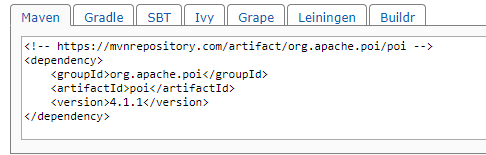 Maven Gradle SBT Ivy Grape Leiningen Buildr
<!-- https://mvnrepository.com/artifact/org.apache.poi/poi -->
<dependency>
    <groupId>org.apache.poi</groupId>
    <artifactId>poi</artifactId>
    <version>4.1.1</version>
</dependency>